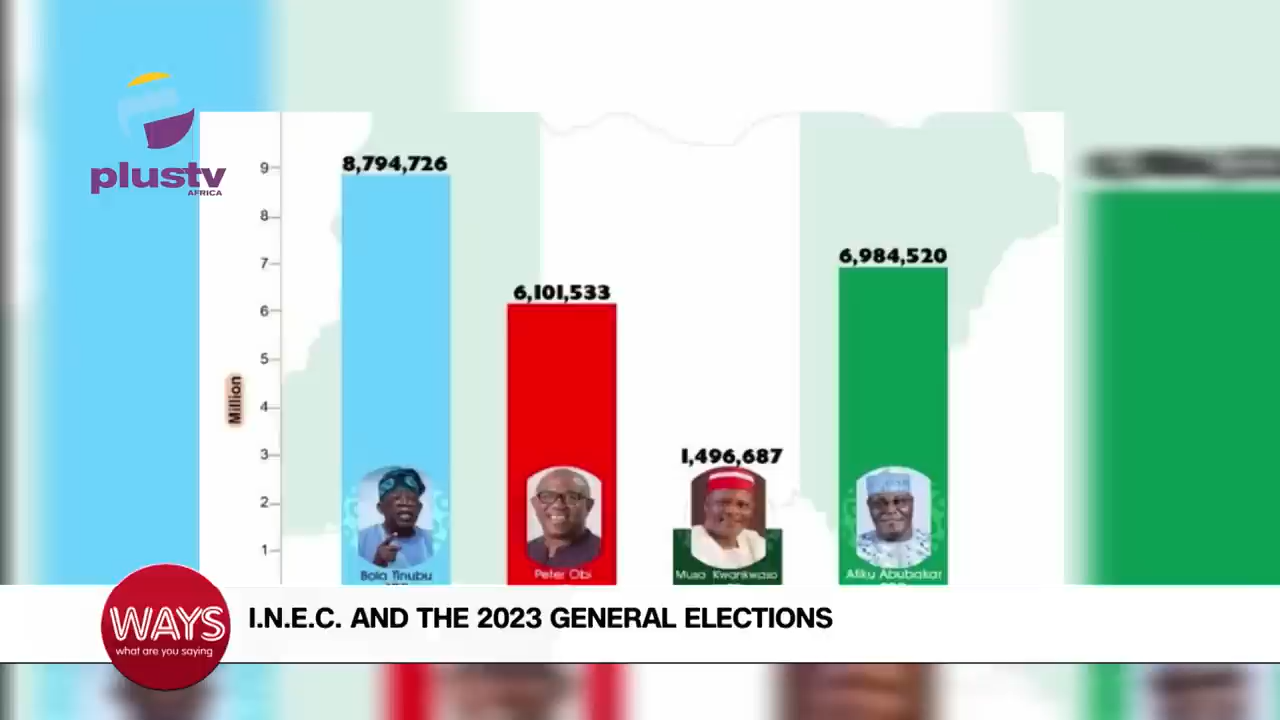 plustv
AFRICA
9
8
7
6
5
4
3
2
1
Million
8,794,726
6,101,533
1,496,687
6,984,520
Bola Tinubu
Peter Obi
Musa Kwankwaso
Atiku Abubakar
WAYS
what are you saying
I.N.E.C. AND THE 2023 GENERAL ELECTIONS